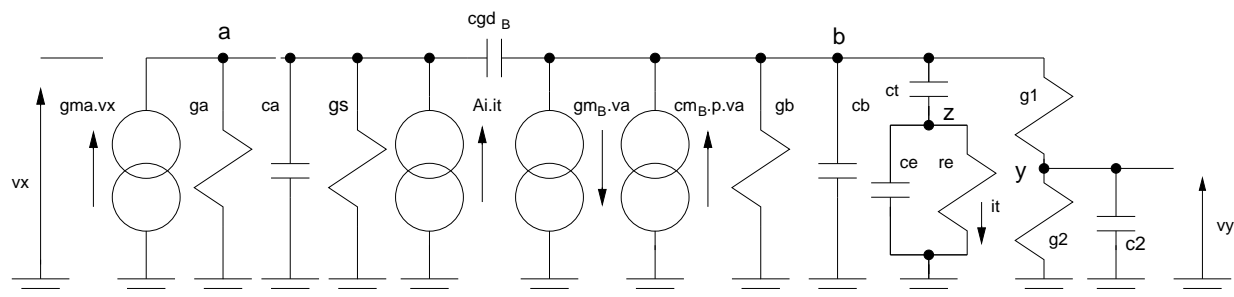 cgd B
a
b
gma.vx
ga
ca
gs
Ai.it
gmB.va
cmB.p.va
gb
cb
ct
g1
z
ce
re
y
vx
it
g2
c2
vy